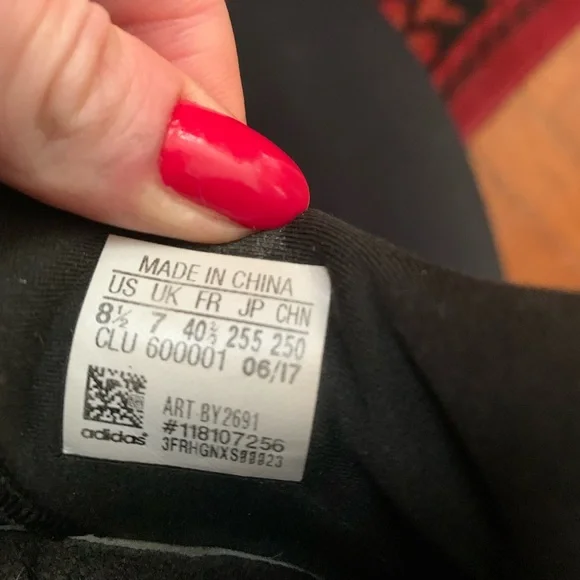 MADE IN CHINA
US UK FR JP CHN
8½ 7 40⅔ 255 250
CLU 600001 06/17
ART BY2691
#118107256
adidas